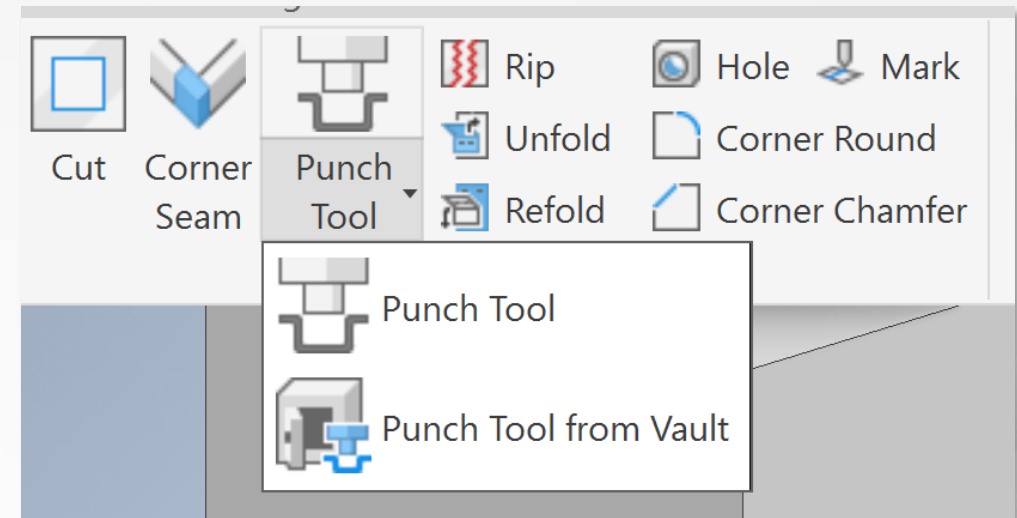 Cut
Corner
Seam
Punch
Tool
Rip
Unfold
Refold
Hole
Mark
Corner Round
Corner Chamfer
Punch Tool
Punch Tool from Vault